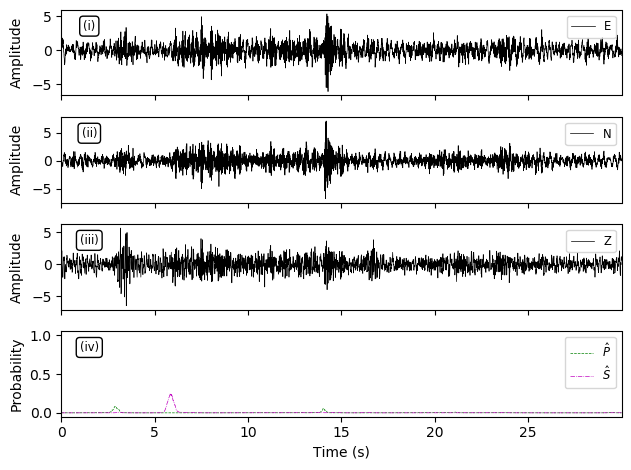 (i)
E
Amplitude
5
0
−5
(ii)
N
Amplitude
5
0
−5
(iii)
Z
Amplitude
5
0
−5
(iv)
P̂
Ŝ
Probability
1.0
0.5
0.0
0 5 10 15 20 25
Time (s)